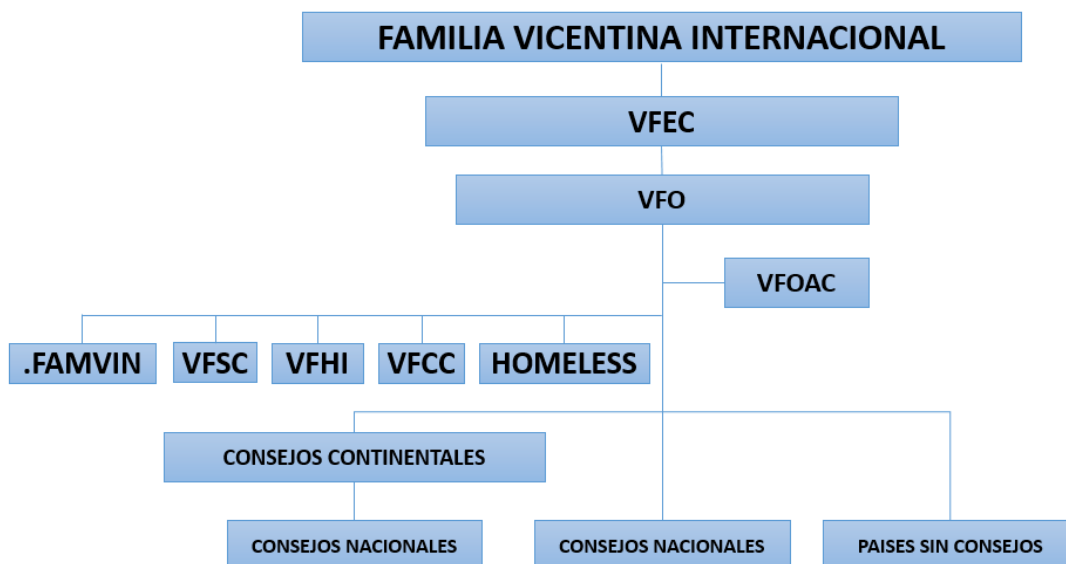 FAMILIA VICENTINA INTERNACIONAL
VFEC
VFO
VFOAC
.FAMVIN
VFSC
VFHI
VFCC
HOMELESS
CONSEJOS CONTINENTALES
CONSEJOS NACIONALES
CONSEJOS NACIONALES
PAISES SIN CONSEJOS